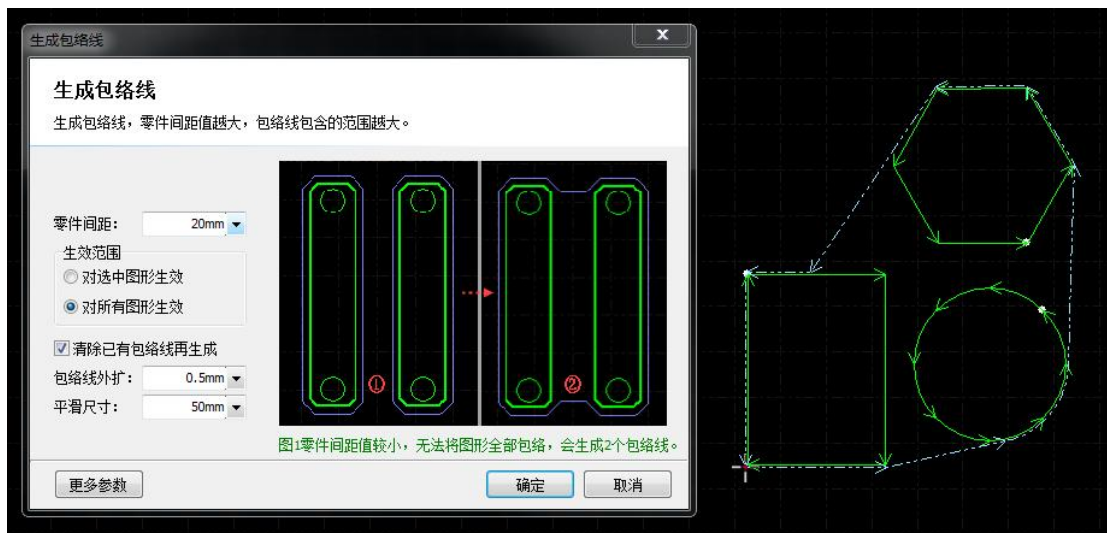 生成包络线
x
生成包络线
生成包络线，零件间距值越大，包络线包含的范围越大。
零件间距： 20mm
生效范围
对选中图形生效
对所有图形生效
清除已有包络线再生成
包络线外扩： 0.5mm
平滑尺寸： 50mm
① ②
图1零件间距值较小，无法将图形全部包络，会生成2个包络线。
更多参数 确定 取消